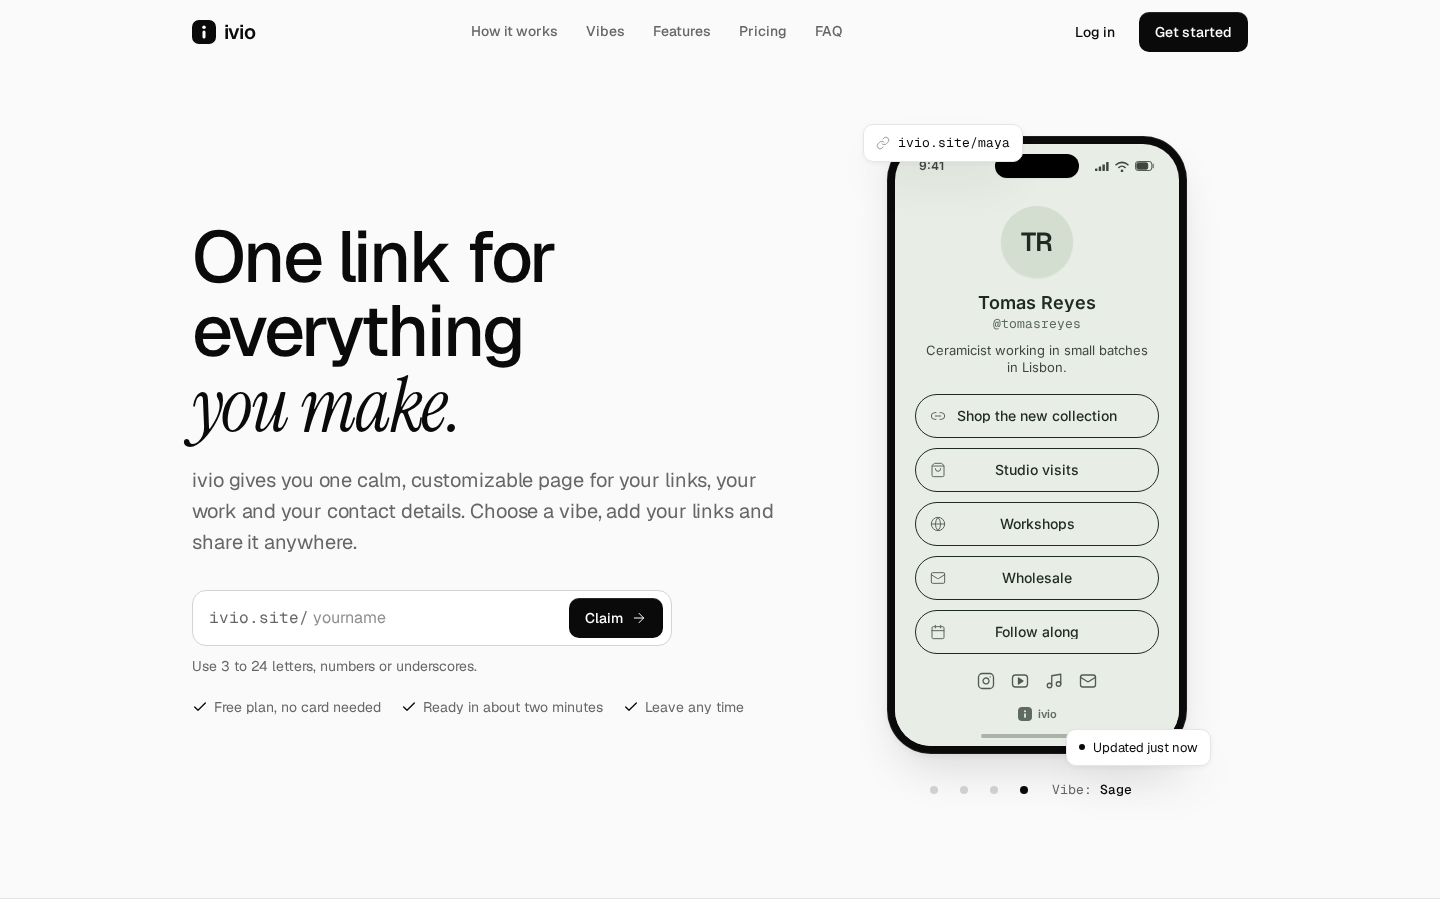 ivio
How it works
Vibes
Features
Pricing
FAQ
Log in
Get started
One link for
everything
you make.
ivio gives you one calm, customizable page for your links, your
work and your contact details. Choose a vibe, add your links and
share it anywhere.
ivio.site/ yourname
Claim
Use 3 to 24 letters, numbers or underscores.
Free plan, no card needed
Ready in about two minutes
Leave any time
ivio.site/maya
9:41
TR
Tomas Reyes
@tomasreyes
Ceramicist working in small batches
in Lisbon.
Shop the new collection
Studio visits
Workshops
Wholesale
Follow along
ivio
Updated just now
Vibe: Sage